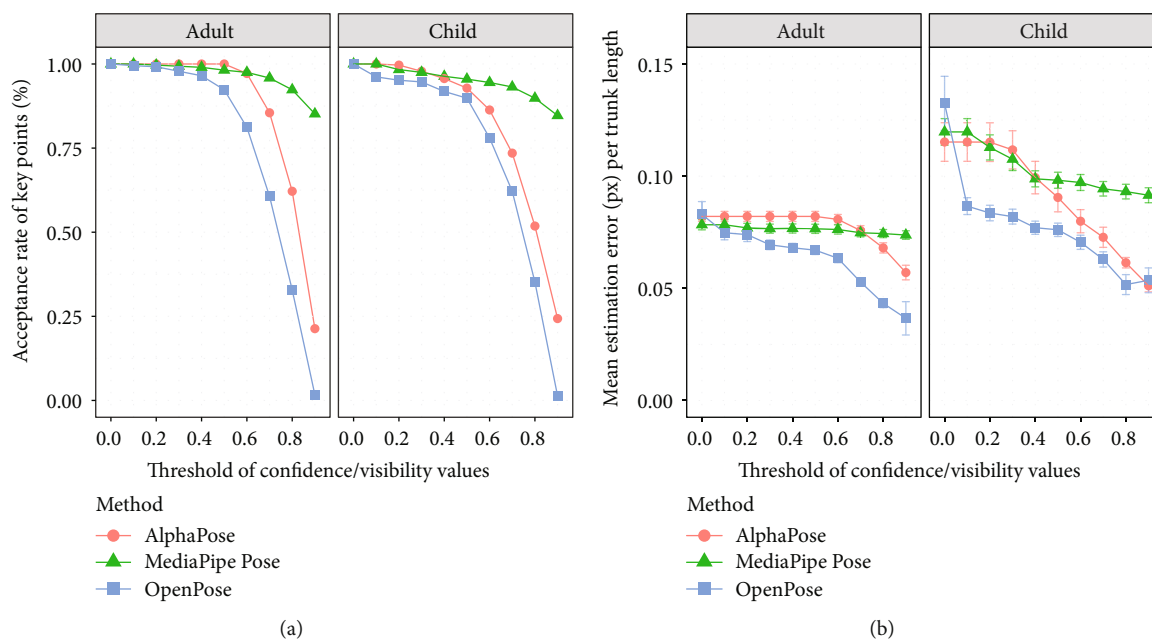 Adult
Child
Acceptance rate of key points (%)
1.00
0.75
0.50
0.25
0.00
0.0 0.2 0.4 0.6 0.8 0.0 0.2 0.4 0.6 0.8
Threshold of confidence/visibility values
Method
AlphaPose
MediaPipe Pose
OpenPose
(a)
Adult
Child
Mean estimation error (px) per trunk length
0.15
0.10
0.05
0.00
0.0 0.2 0.4 0.6 0.8 0.0 0.2 0.4 0.6 0.8
Threshold of confidence/visibility values
Method
AlphaPose
MediaPipe Pose
OpenPose
(b)